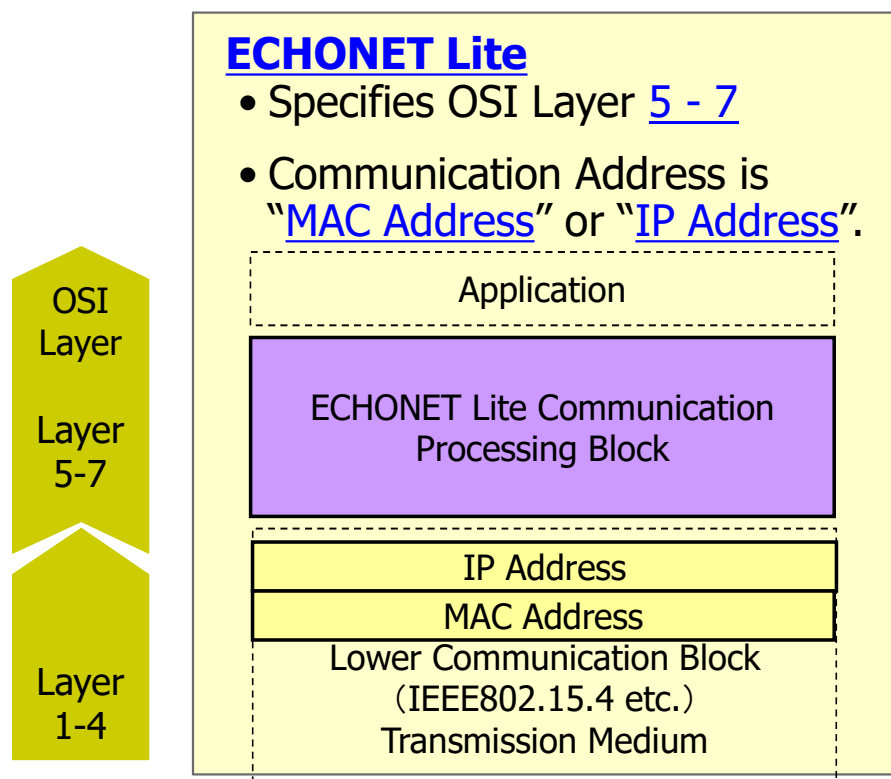 ECHONET Lite
• Specifies OSI Layer 5 - 7
• Communication Address is
“MAC Address” or “IP Address”.
Application
OSI
Layer
Layer
5-7
ECHONET Lite Communication
Processing Block
IP Address
MAC Address
Lower Communication Block
（IEEE802.15.4 etc.）
Transmission Medium
Layer
1-4